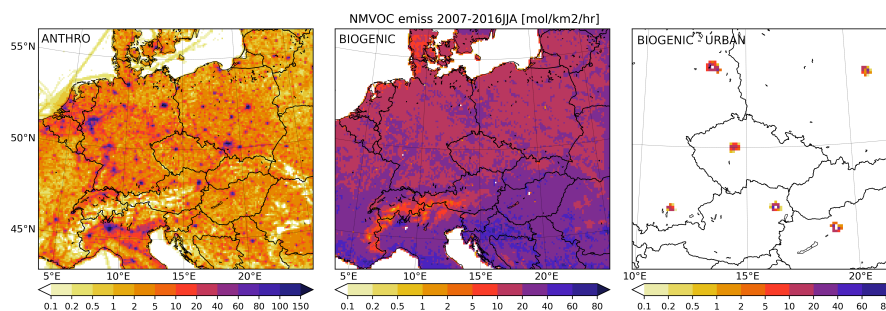 NMVOC emiss 2007-2016JJA [mol/km2/hr]
ANTHRO
BIOGENIC
BIOGENIC - URBAN
55°N
50°N
45°N
5°E 10°E 15°E 20°E
5°E 10°E 15°E 20°E
10°E 15°E 20°E
0.1 0.2 0.5 1 2 5 10 20 40 60 80 100 150
0.1 0.2 0.5 1 2 5 10 20 40 60 80
0.1 0.2 0.5 1 2 5 10 20 40 60 8